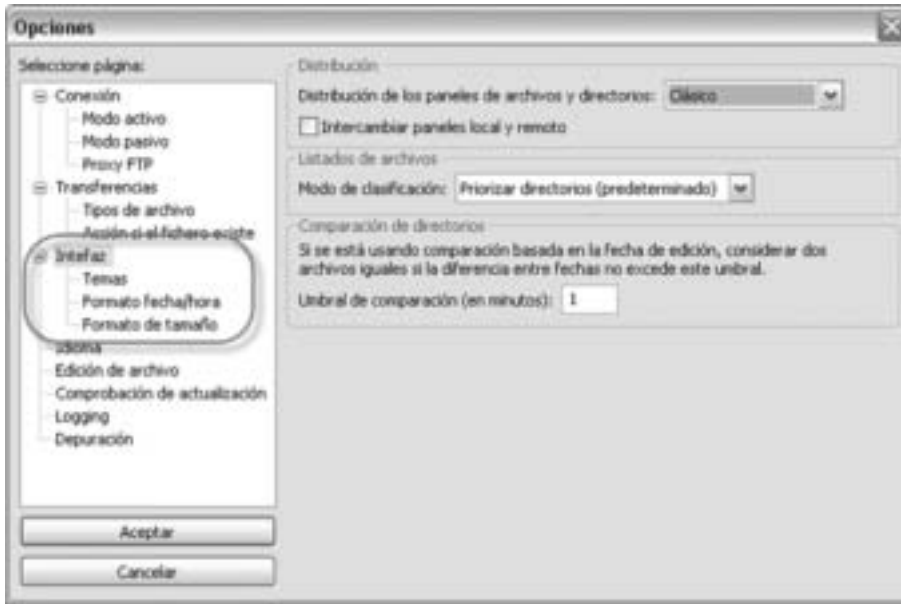 Opciones
Seleccione página:
Conexión
Modo activo
Modo pasivo
Proxy FTP
Transferencias
Tipos de archivo
Acción si el fichero existe
Intefaz
Temas
Formato fecha/hora
Formato de tamaño
Idioma
Edición de archivo
Comprobación de actualización
Logging
Depuración
Aceptar
Cancelar
Distribución
Distribución de los paneles de archivos y directorios: Clásico
Intercambiar paneles local y remoto
Listados de archivos
Modo de clasificación: Priorizar directorios (predeterminado)
Comparación de directorios
Si se está usando comparación basada en la fecha de edición, considerar dos
archivos iguales si la diferencia entre fechas no excede este umbral.
Umbral de comparación (en minutos): 1